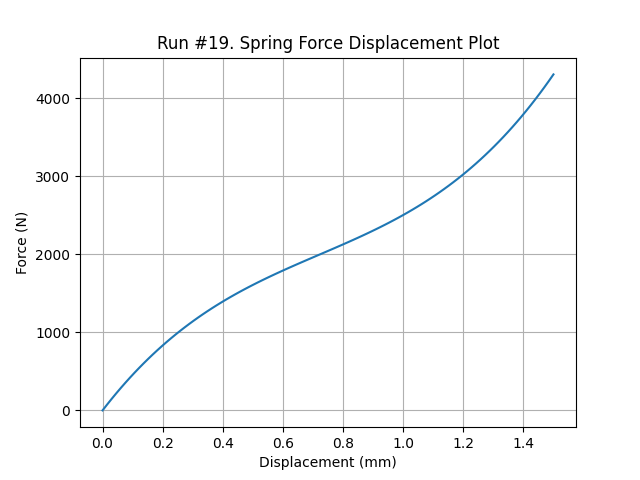 Run #19. Spring Force Displacement Plot
4000
3000
2000
1000
0
Force (N)
0.0 0.2 0.4 0.6 0.8 1.0 1.2 1.4
Displacement (mm)